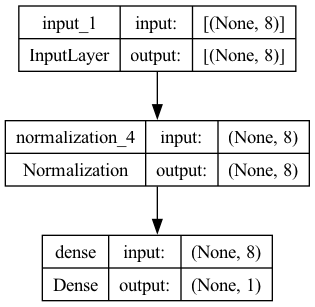 input_1 input: [(None, 8)]
InputLayer output: [(None, 8)]
normalization_4 input: (None, 8)
Normalization output: (None, 8)
dense input: (None, 8)
Dense output: (None, 1)